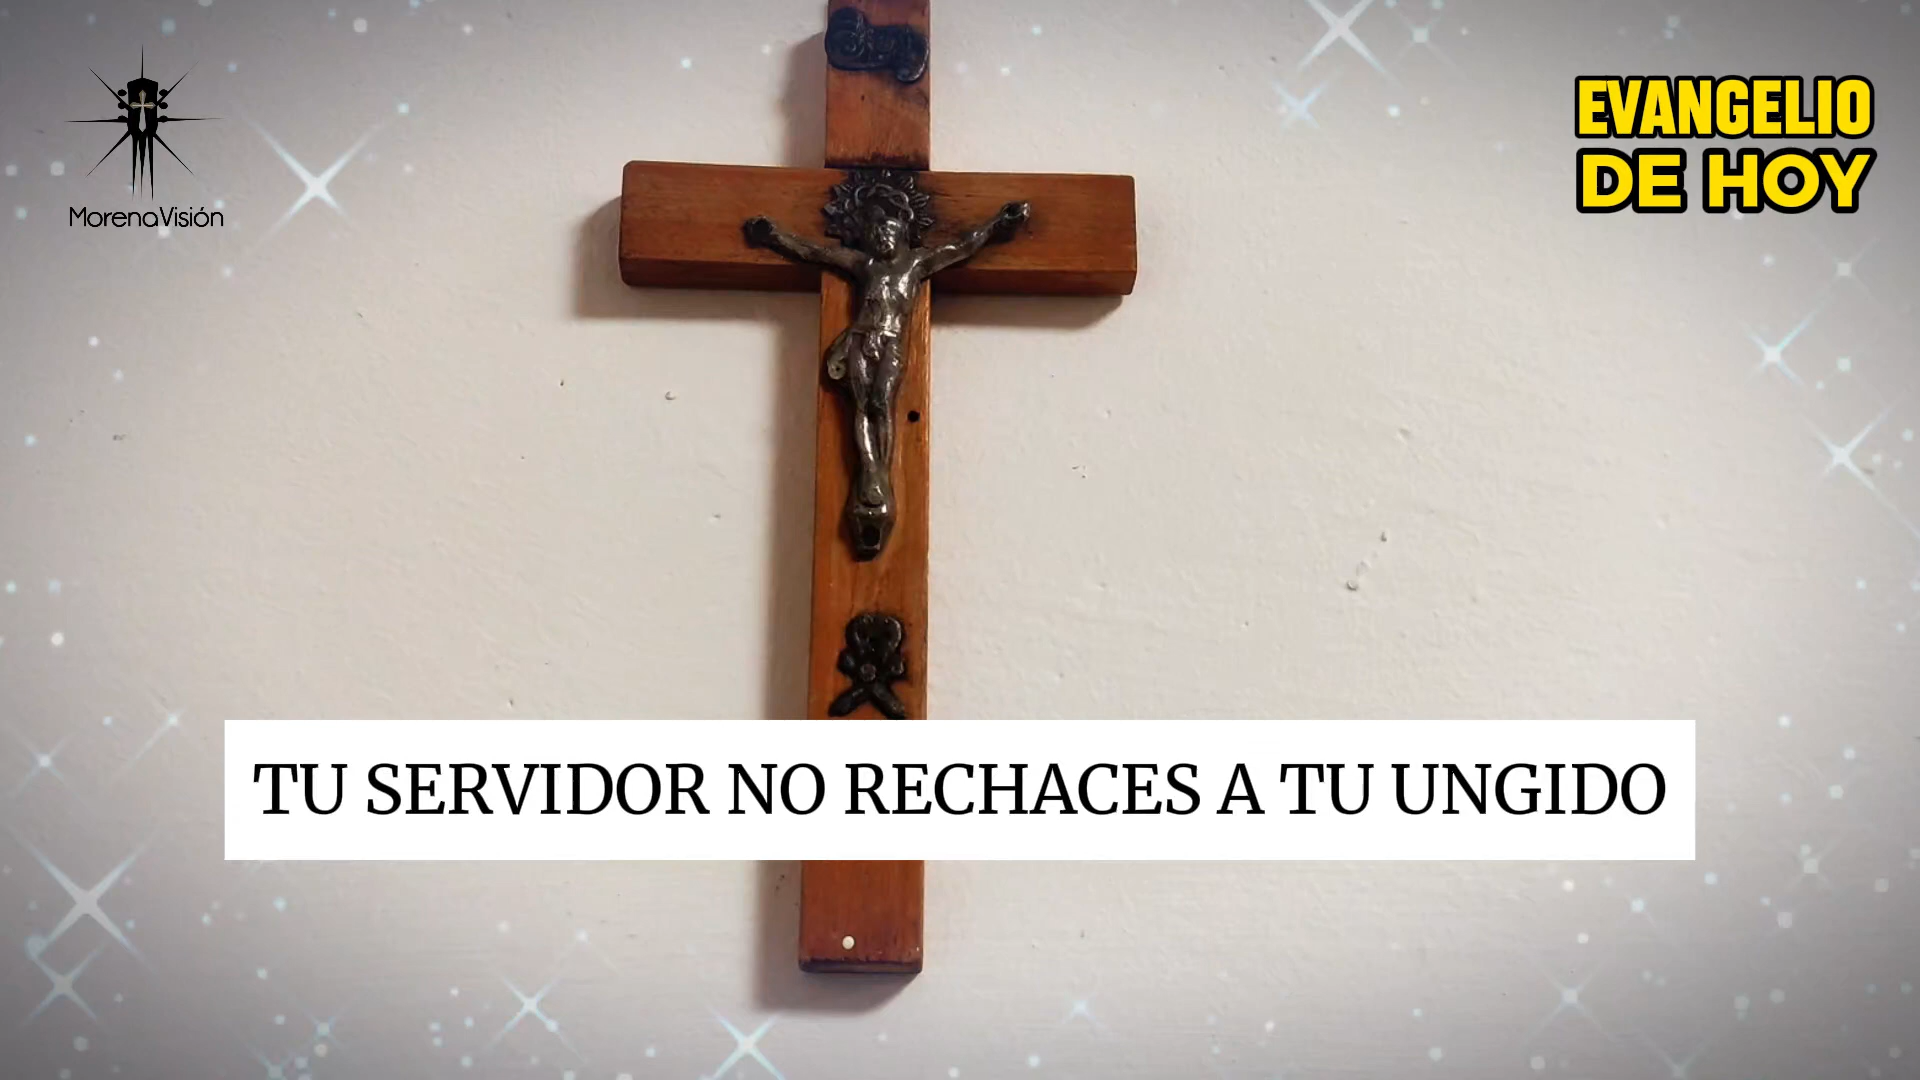 MorenaVisión
EVANGELIO
DE HOY
TU SERVIDOR NO RECHACES A TU UNGIDO